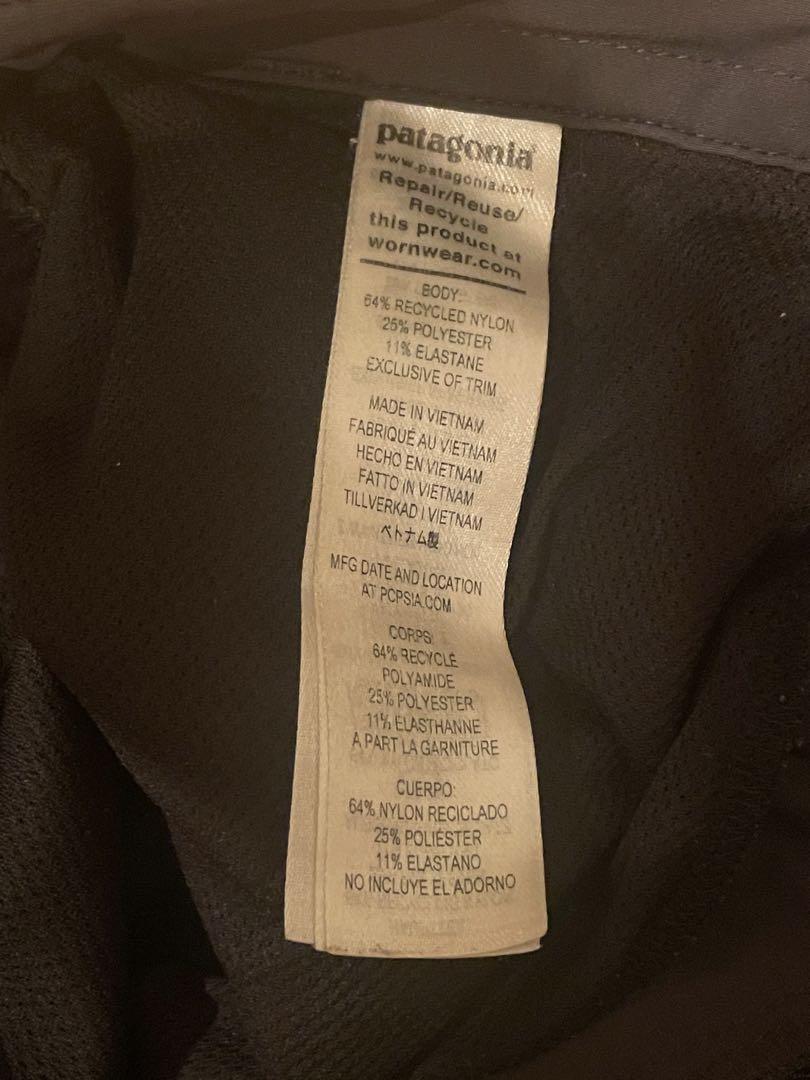 patagonia
www.patagonia.com
Repair/Reuse/
Recycle
this product at
wornwear.com
BODY:
64% RECYCLED NYLON
25% POLYESTER
11% ELASTANE
EXCLUSIVE OF TRIM
MADE IN VIETNAM
FABRIQUÉ AU VIETNAM
HECHO EN VIETNAM
FATTO IN VIETNAM
TILLVERKAD I VIETNAM
ベトナム製
MFG DATE AND LOCATION
AT PCPSIA.COM
CORPS:
64% RECYCLÉ
POLYAMIDE
25% POLYESTER
11% ÉLASTHANNE
A PART LA GARNITURE
CUERPO:
64% NYLON RECICLADO
25% POLIÉSTER
11% ELASTANO
NO INCLUYE EL ADORNO